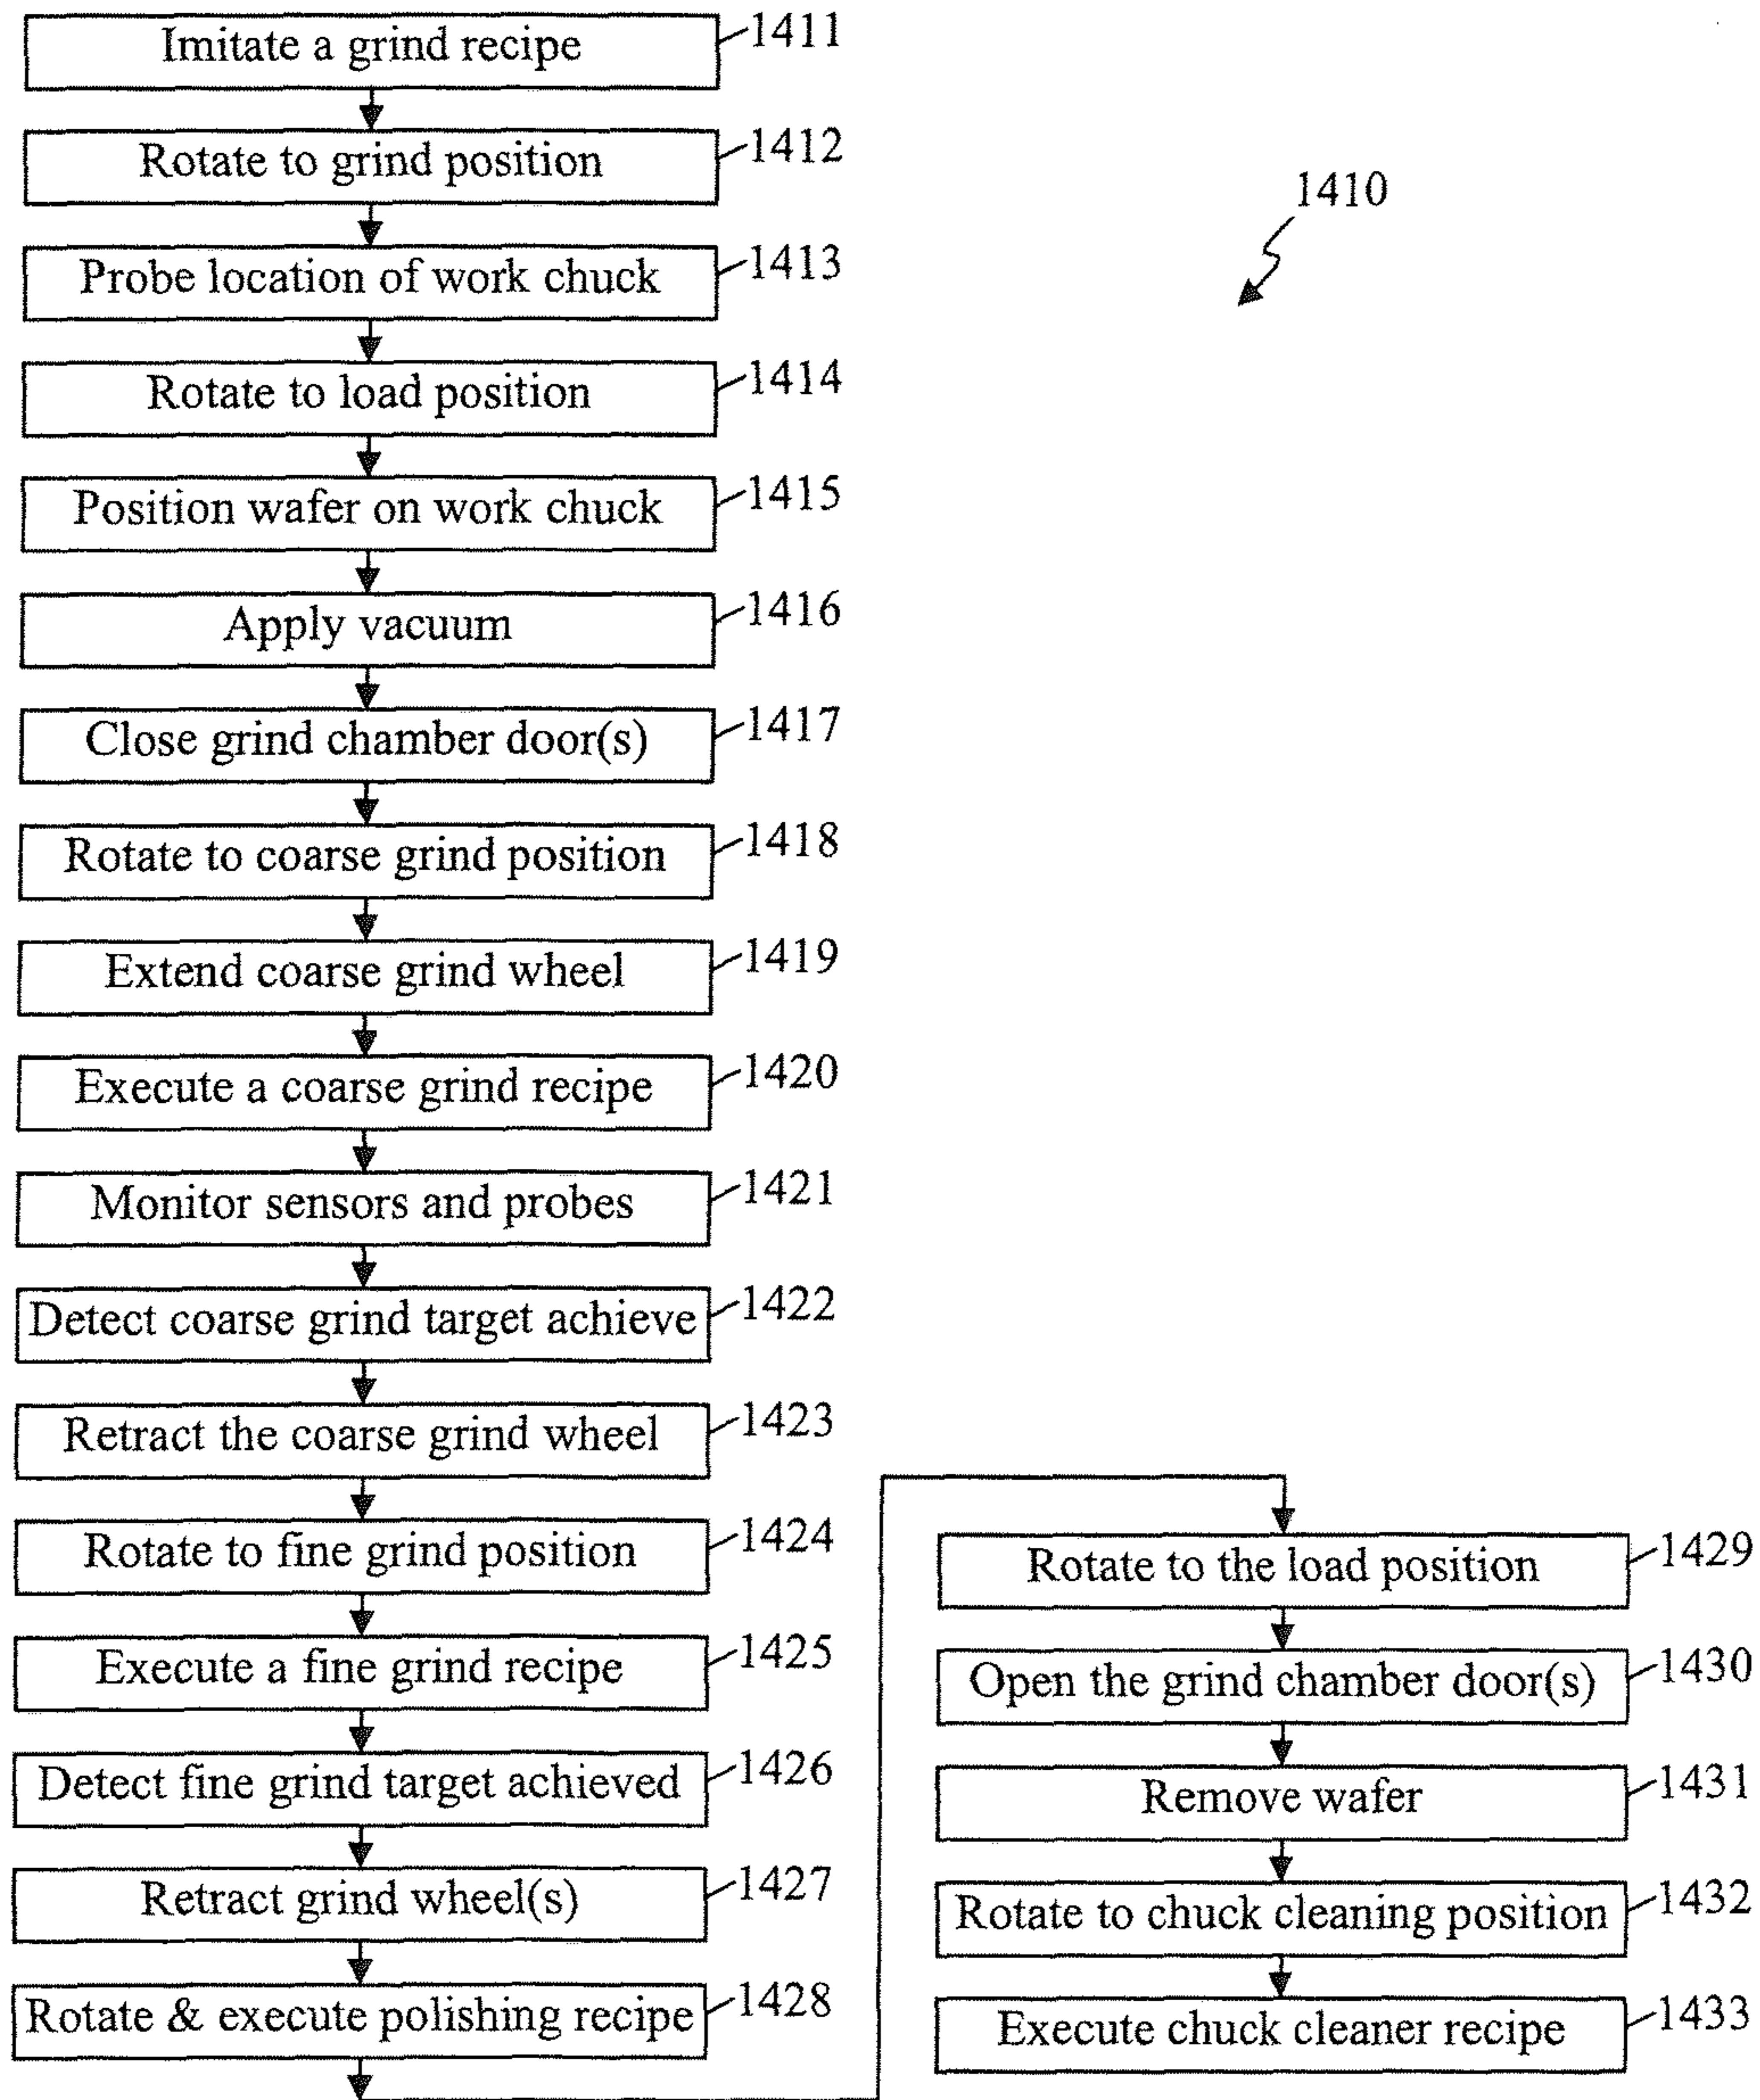 Imitate a grind recipe 1411
Rotate to grind position 1412
1410
Probe location of work chuck 1413
Rotate to load position 1414
Position wafer on work chuck 1415
Apply vacuum 1416
Close grind chamber door(s) 1417
Rotate to coarse grind position 1418
Extend coarse grind wheel 1419
Execute a coarse grind recipe 1420
Monitor sensors and probes 1421
Detect coarse grind target achieve 1422
Retract the coarse grind wheel 1423
Rotate to fine grind position 1424
Execute a fine grind recipe 1425
Detect fine grind target achieved 1426
Retract grind wheel(s) 1427
Rotate & execute polishing recipe 1428
Rotate to the load position 1429
Open the grind chamber door(s) 1430
Remove wafer 1431
Rotate to chuck cleaning position 1432
Execute chuck cleaner recipe 1433